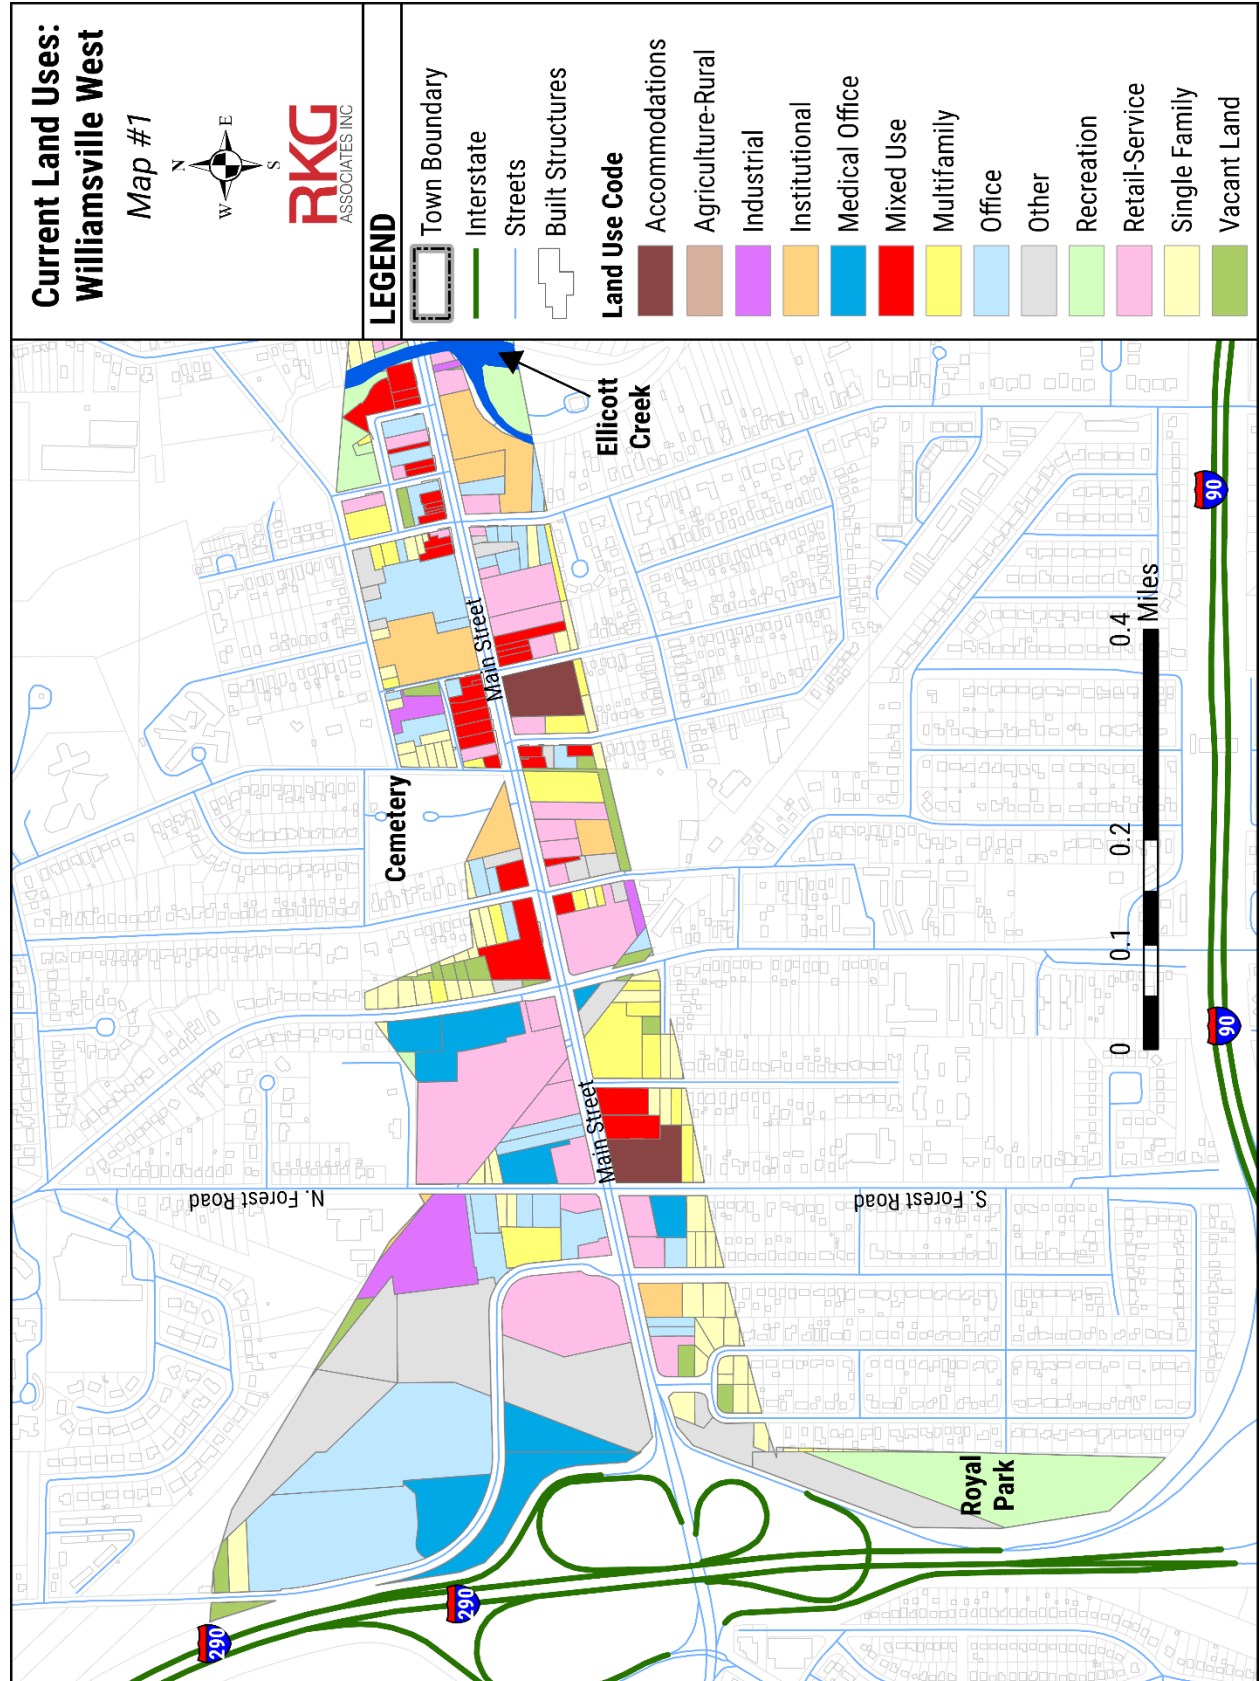 Current Land Uses:
Williamsville West
Map #1
N
W
E
S
RKG
ASSOCIATES INC
LEGEND
Town Boundary
Interstate
Streets
Built Structures
Land Use Code
Accommodations
Agriculture-Rural
Industrial
Institutional
Medical Office
Mixed Use
Multifamily
Office
Other
Recreation
Retail-Service
Single Family
Vacant Land
290
290
N. Forest Road
Cemetery
Main Street
Main Street
Ellicott
Creek
S. Forest Road
Royal
Park
0
0.1
0.2
0.4
Miles
90
90